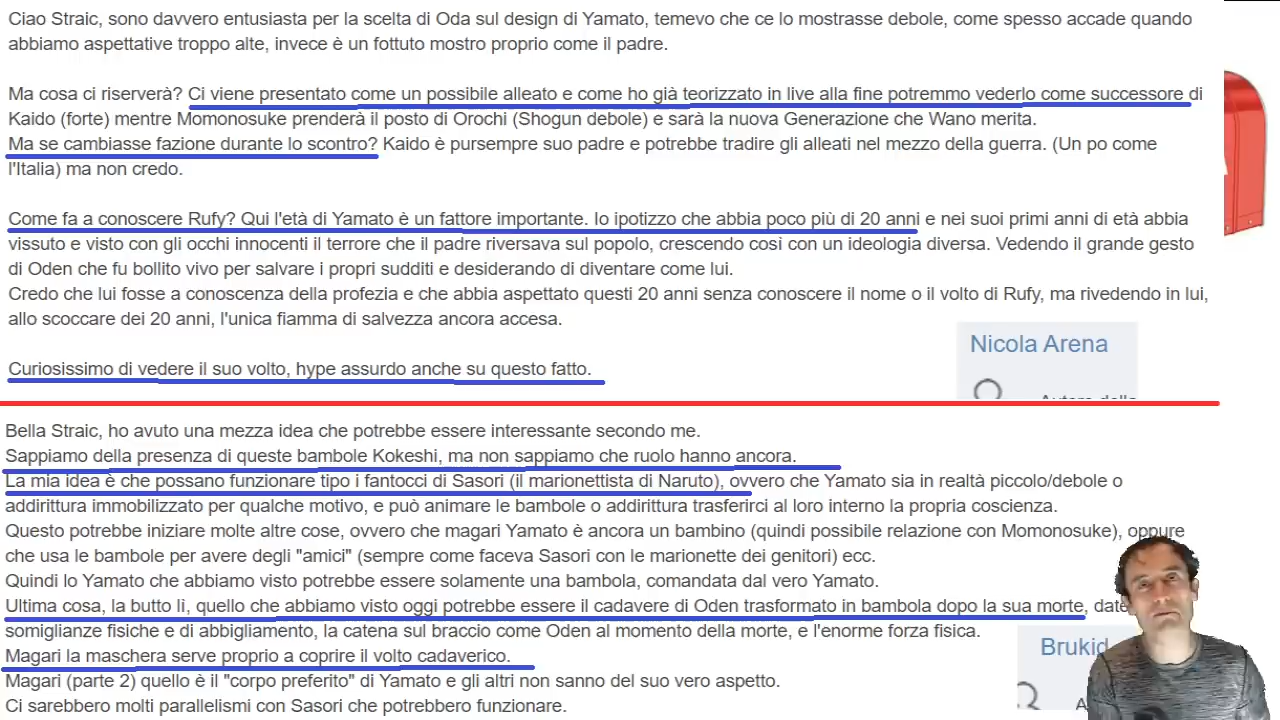 Ciao Straic, sono davvero entusiasta per la scelta di Oda sul design di Yamato, temevo che ce lo mostrasse debole, come spesso accade quando
abbiamo aspettative troppo alte, invece è un fottuto mostro proprio come il padre.
Ma cosa ci riserverà? Ci viene presentato come un possibile alleato e come ho già teorizzato in live alla fine potremmo vederlo come successore di
Kaido (forte) mentre Momonosuke prenderà il posto di Orochi (Shogun debole) e sarà la nuova Generazione che Wano merita.
Ma se cambiasse fazione durante lo scontro? Kaido è pursempre suo padre e potrebbe tradire gli alleati nel mezzo della guerra. (Un po come
l'Italia) ma non credo.
Come fa a conoscere Rufy? Qui l'età di Yamato è un fattore importante. Io ipotizzo che abbia poco più di 20 anni e nei suoi primi anni di età abbia
vissuto e visto con gli occhi innocenti il terrore che il padre riversava sul popolo, crescendo così con un ideologia diversa. Vedendo il grande gesto
di Oden che fu bollito vivo per salvare i propri sudditi e desiderando di diventare come lui.
Credo che lui fosse a conoscenza della profezia e che abbia aspettato questi 20 anni senza conoscere il nome o il volto di Rufy, ma rivedendo in lui,
allo scoccare dei 20 anni, l'unica fiamma di salvezza ancora accesa.
Nicola Arena
Curiosissimo di vedere il suo volto, hype assurdo anche su questo fatto.
Bella Straic, ho avuto una mezza idea che potrebbe essere interessante secondo me.
Sappiamo della presenza di queste bambole Kokeshi, ma non sappiamo che ruolo hanno ancora.
La mia idea è che possano funzionare tipo i fantocci di Sasori (il marionettista di Naruto), ovvero che Yamato sia in realtà piccolo/debole o
addirittura immobilizzato per qualche motivo, e può animare le bambole o addirittura trasferirci al loro interno la propria coscienza.
Questo potrebbe iniziare molte altre cose, ovvero che magari Yamato è ancora un bambino (quindi possibile relazione con Momonosuke), oppure
che usa le bambole per avere degli "amici" (sempre come faceva Sasori con le marionette dei genitori) ecc.
Quindi lo Yamato che abbiamo visto potrebbe essere solamente una bambola, comandata dal vero Yamato.
Ultima cosa, la butto lì, quello che abbiamo visto oggi potrebbe essere il cadavere di Oden trasformato in bambola dopo la sua morte,
somiglianze fisiche e di abbigliamento, la catena sul braccio come Oden al momento della morte, e l'enorme forza fisica.
Brukid
Magari la maschera serve proprio a coprire il volto cadaverico.
Magari (parte 2) quello è il "corpo preferito" di Yamato e gli altri non sanno del suo vero aspetto.
Ci sarebbero molti parallelismi con Sasori che potrebbero funzionare.